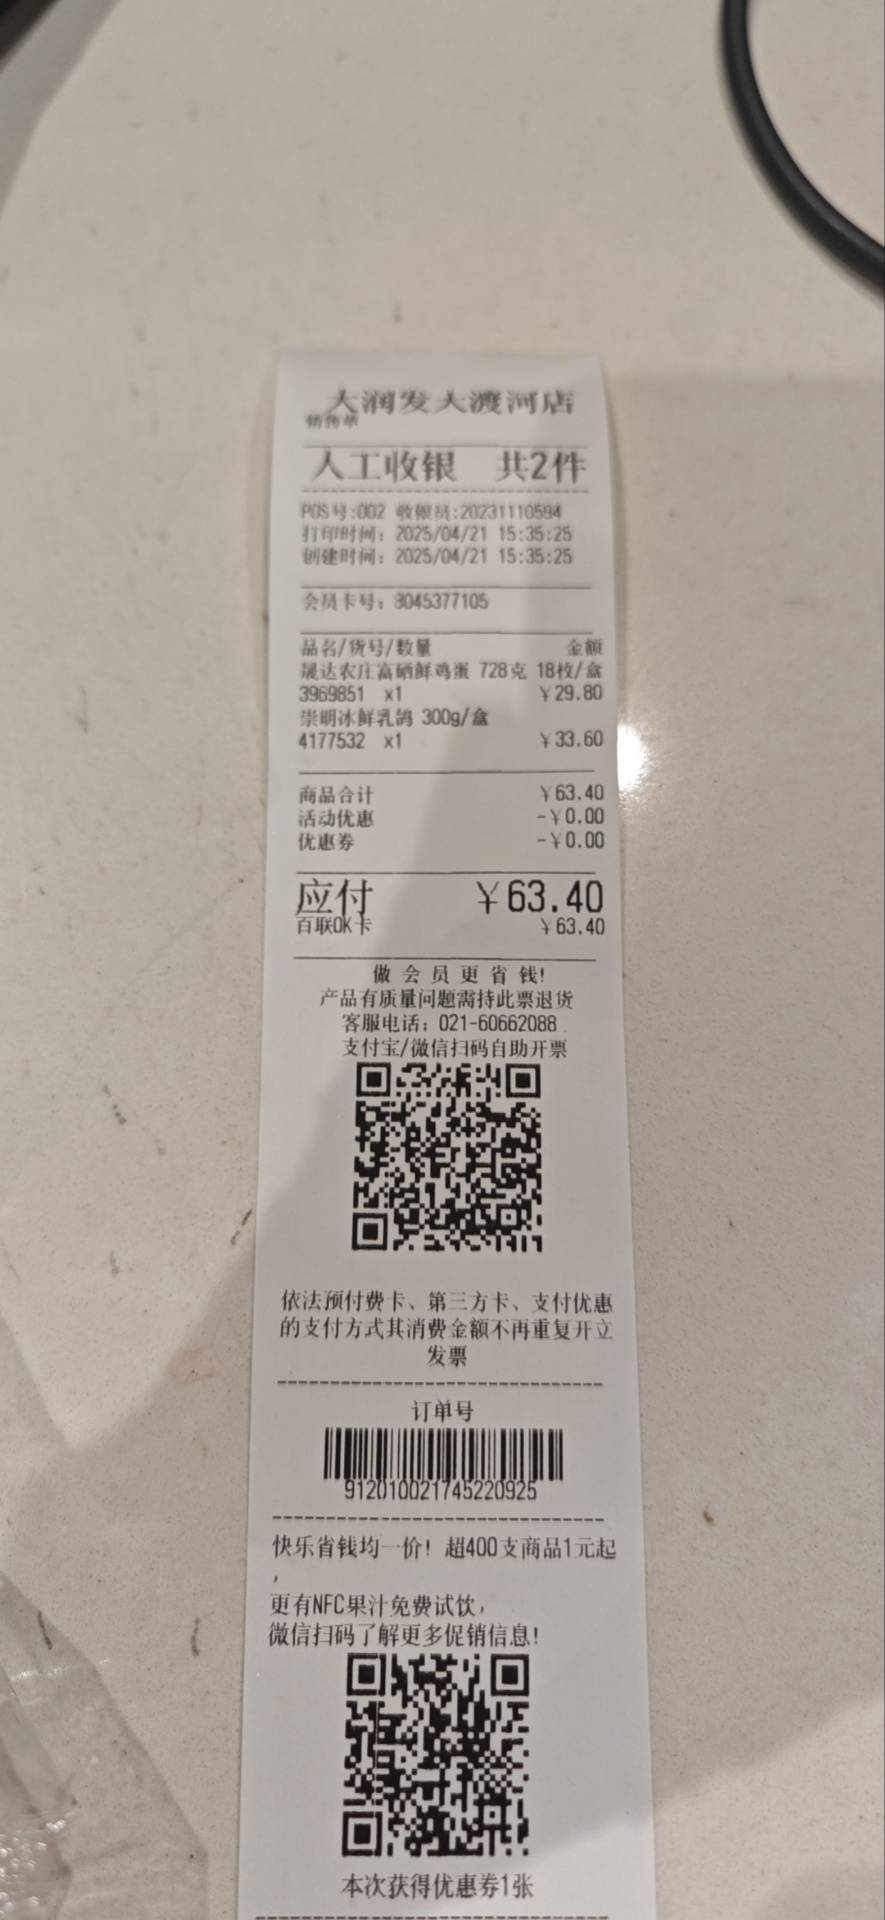 大润发大渡河店
销售单
人工收银 共2件
POS号:002 收银员:20231110594
打印时间：2025/04/21 15:35:25
创建时间：2025/04/21 15:35:25
会员卡号：8045377105
品名/货号/数量 金额
晟达农庄富硒鲜鸡蛋 728克 18枚/盒
3969851 x1 ￥29.80
崇明冰鲜乳鸽 300g/盒
4177532 x1 ￥33.60
商品合计 ￥63.40
活动优惠 -￥0.00
优惠券 -￥0.00
应付 ￥63.40
百联OK卡 ￥63.40
做会员更省钱!
产品有质量问题需持此票退货
客服电话：021-60662088
支付宝/微信扫码自助开票
依法预付费卡、第三方卡、支付优惠
的支付方式其消费金额不再重复开立
发票
订单号
912010021745220925
快乐省钱均一价！超400支商品1元起
，
更有NFC果汁免费试饮，
微信扫码了解更多促销信息!
本次获得优惠券1张